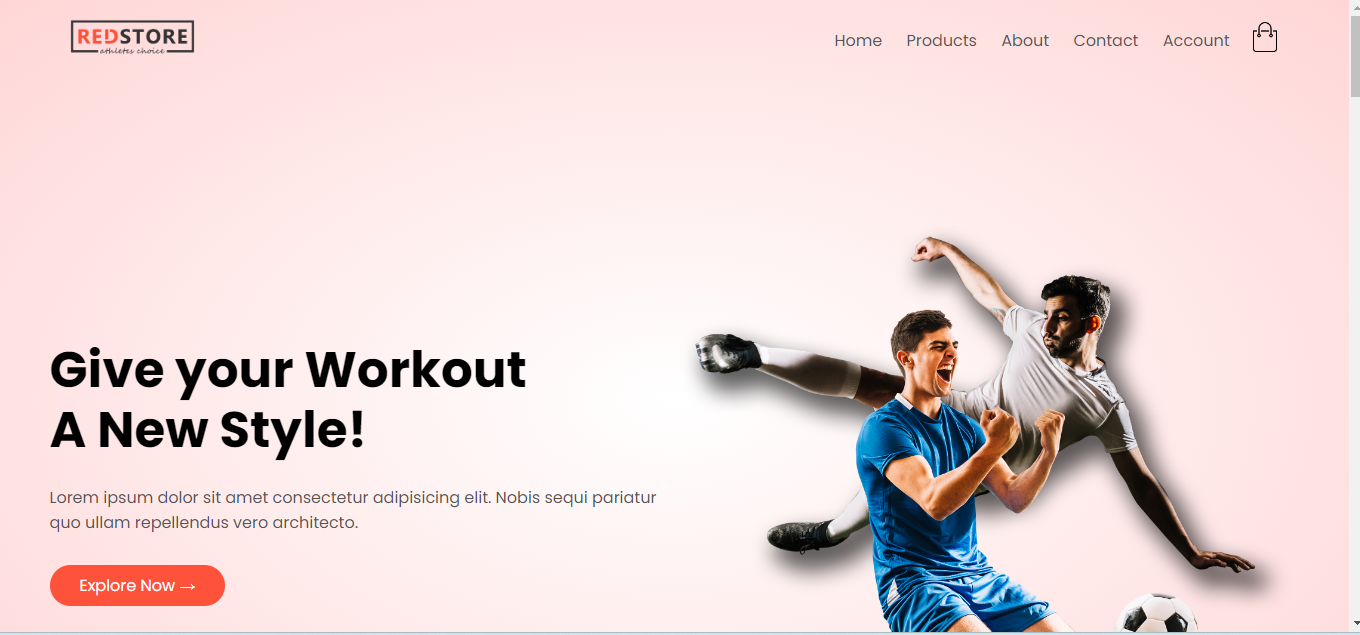 REDSTORE
athletes choice
Home Products About Contact Account
Give your Workout
A New Style!
Lorem ipsum dolor sit amet consectetur adipisicing elit. Nobis sequi pariatur
quo ullam repellendus vero architecto.
Explore Now →